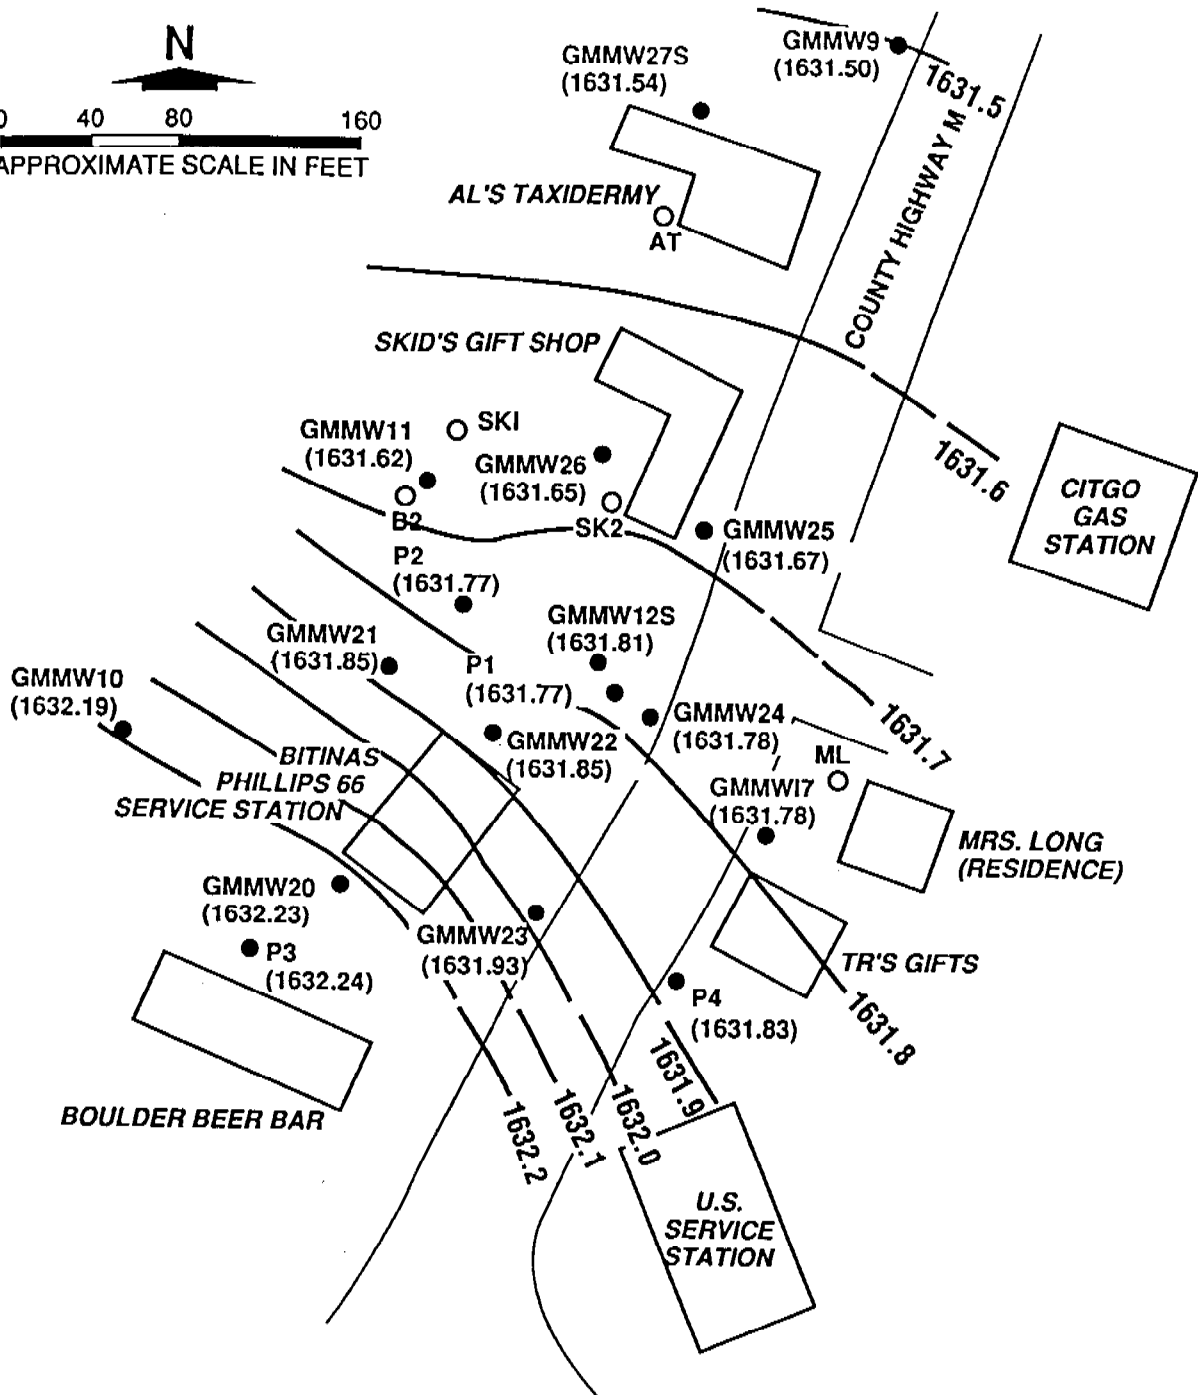 N
0 40 80 160
APPROXIMATE SCALE IN FEET
GMMW27S
(1631.54)
GMMW9
(1631.50)
1631.5
COUNTY HIGHWAY M
AL'S TAXIDERMY
AT
SKID'S GIFT SHOP
1631.6
CITGO
GAS
STATION
GMMW11
(1631.62)
SKI
GMMW26
(1631.65)
B2
SK2
GMMW25
(1631.67)
P2
(1631.77)
GMMW12S
(1631.81)
GMMW21
(1631.85)
P1
(1631.77)
GMMW10
(1632.19)
GMMW24
(1631.78)
1631.7
GMMW22
(1631.85)
ML
GMMWI7
(1631.78)
BITINAS
PHILLIPS 66
SERVICE STATION
MRS. LONG
(RESIDENCE)
GMMW20
(1632.23)
GMMW23
(1631.93)
P3
(1632.24)
TR'S GIFTS
P4
(1631.83)
1631.8
1631.9
1632.0
1632.1
1632.2
BOULDER BEER BAR
U.S.
SERVICE
STATION